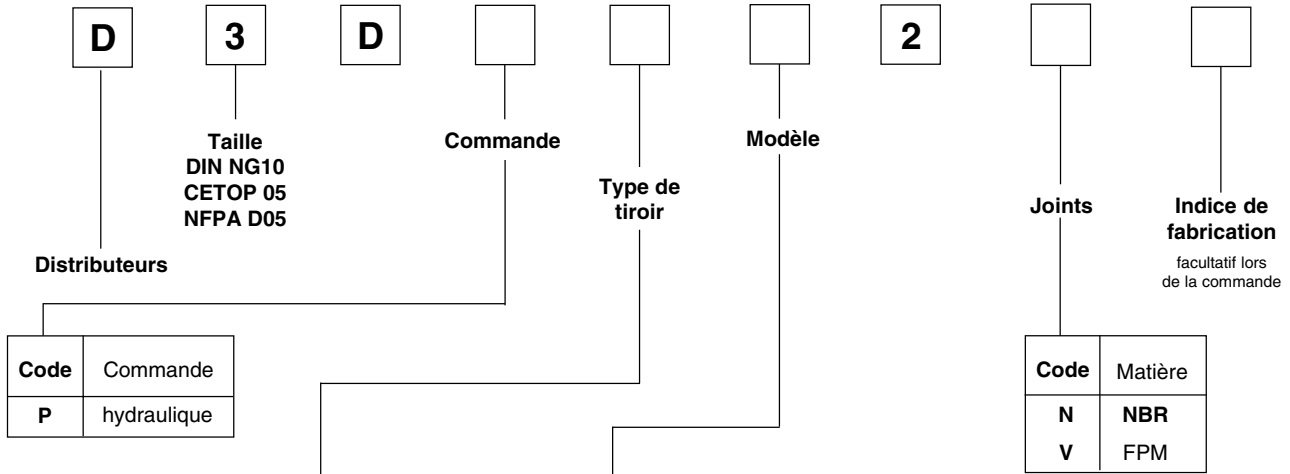 D 3 D 2
Taille
DIN NG10
CETOP 05
NFPA D05
Commande
Modèle
Type de
tiroir
Joints
Indice de
fabrication
facultatif lors
de la commande
Distributeurs
Code Commande
P hydraulique
Code Matière
N NBR
V FPM